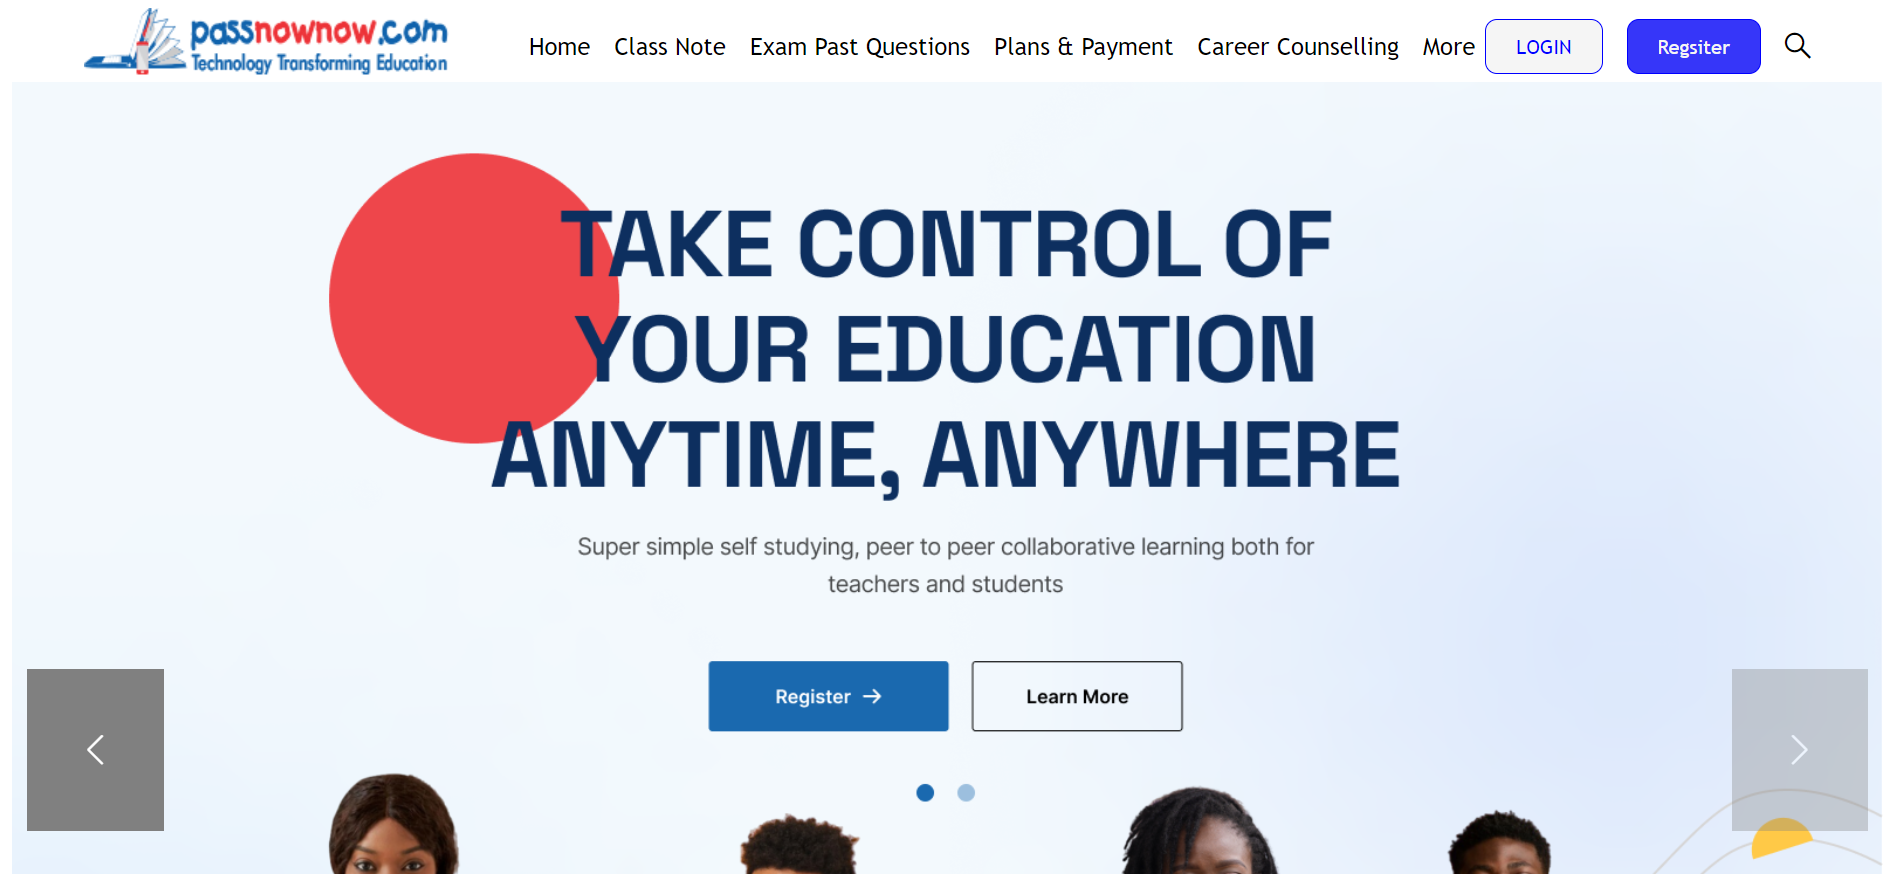 passnownow.com
Technology Transforming Education
Home Class Note Exam Past Questions Plans & Payment Career Counselling More LOGIN Regsiter
TAKE CONTROL OF
YOUR EDUCATION
ANYTIME, ANYWHERE
Super simple self studying, peer to peer collaborative learning both for
teachers and students
Register → Learn More